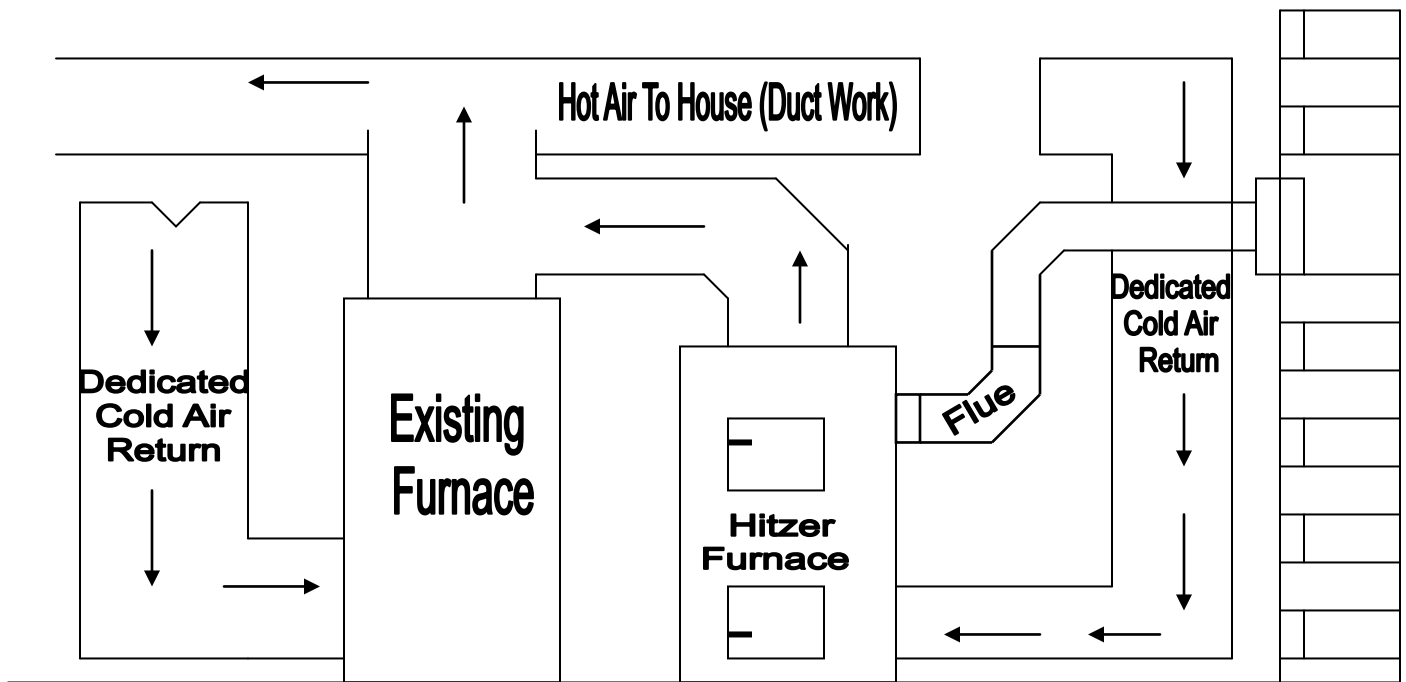 Hot Air To House (Duct Work)
Dedicated
Cold Air
Return
Existing
Furnace
Hitzer
Furnace
Flue
Dedicated
Cold Air
Return